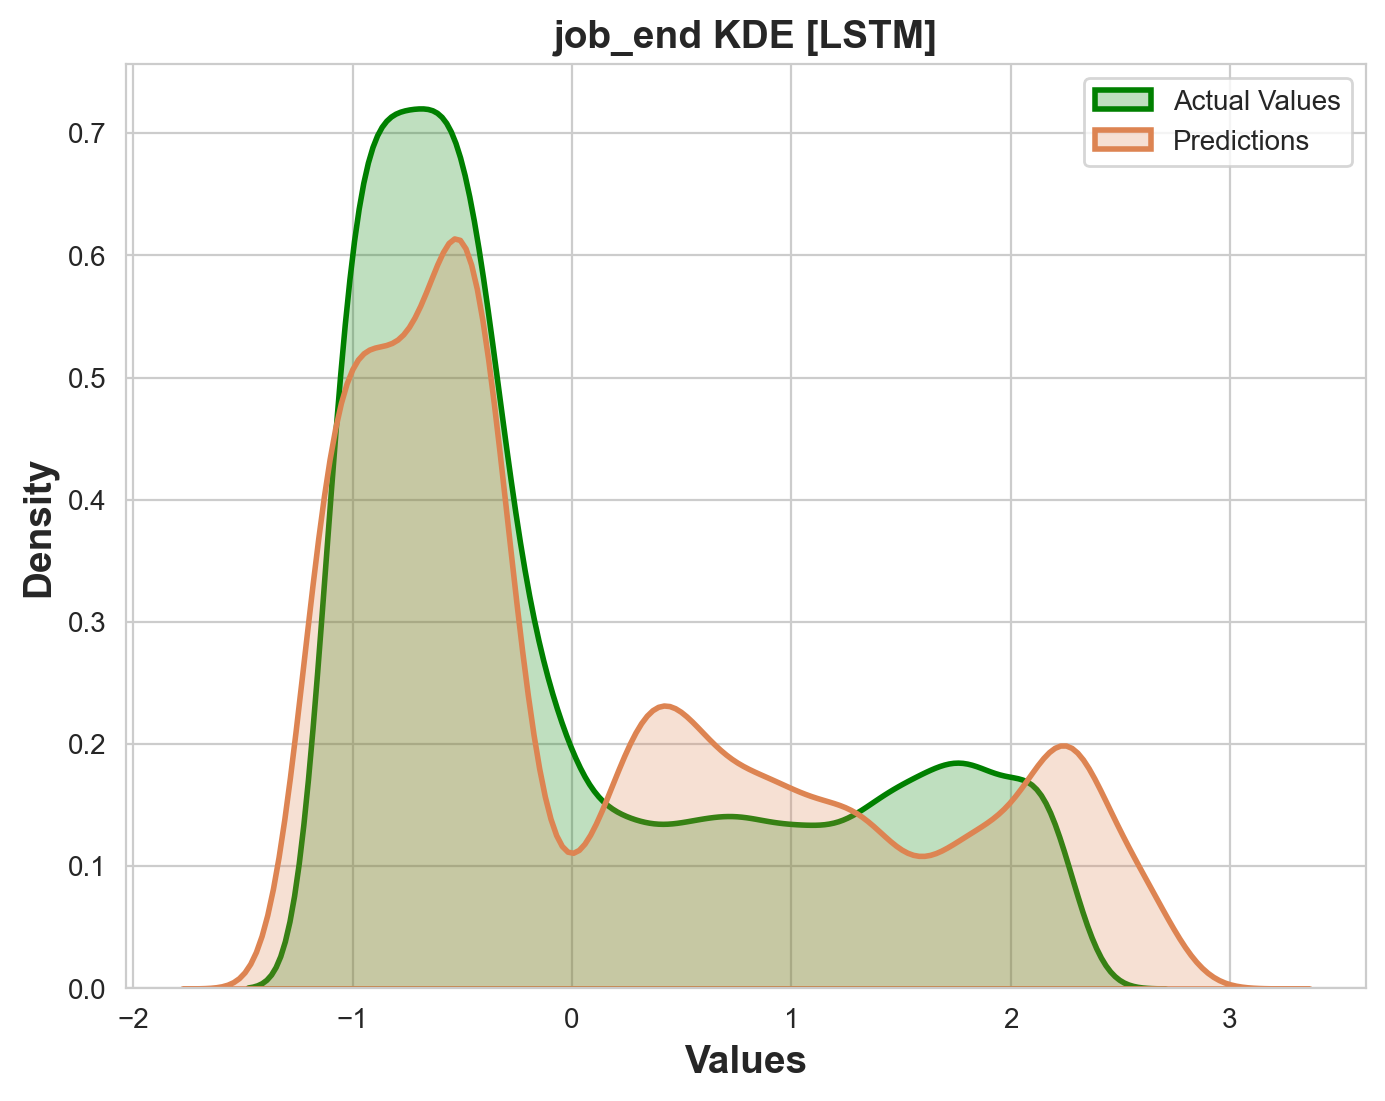 job_end KDE [LSTM]
Actual Values
Predictions
Density
0.7
0.6
0.5
0.4
0.3
0.2
0.1
0.0
−2 −1 0 1 2 3
Values